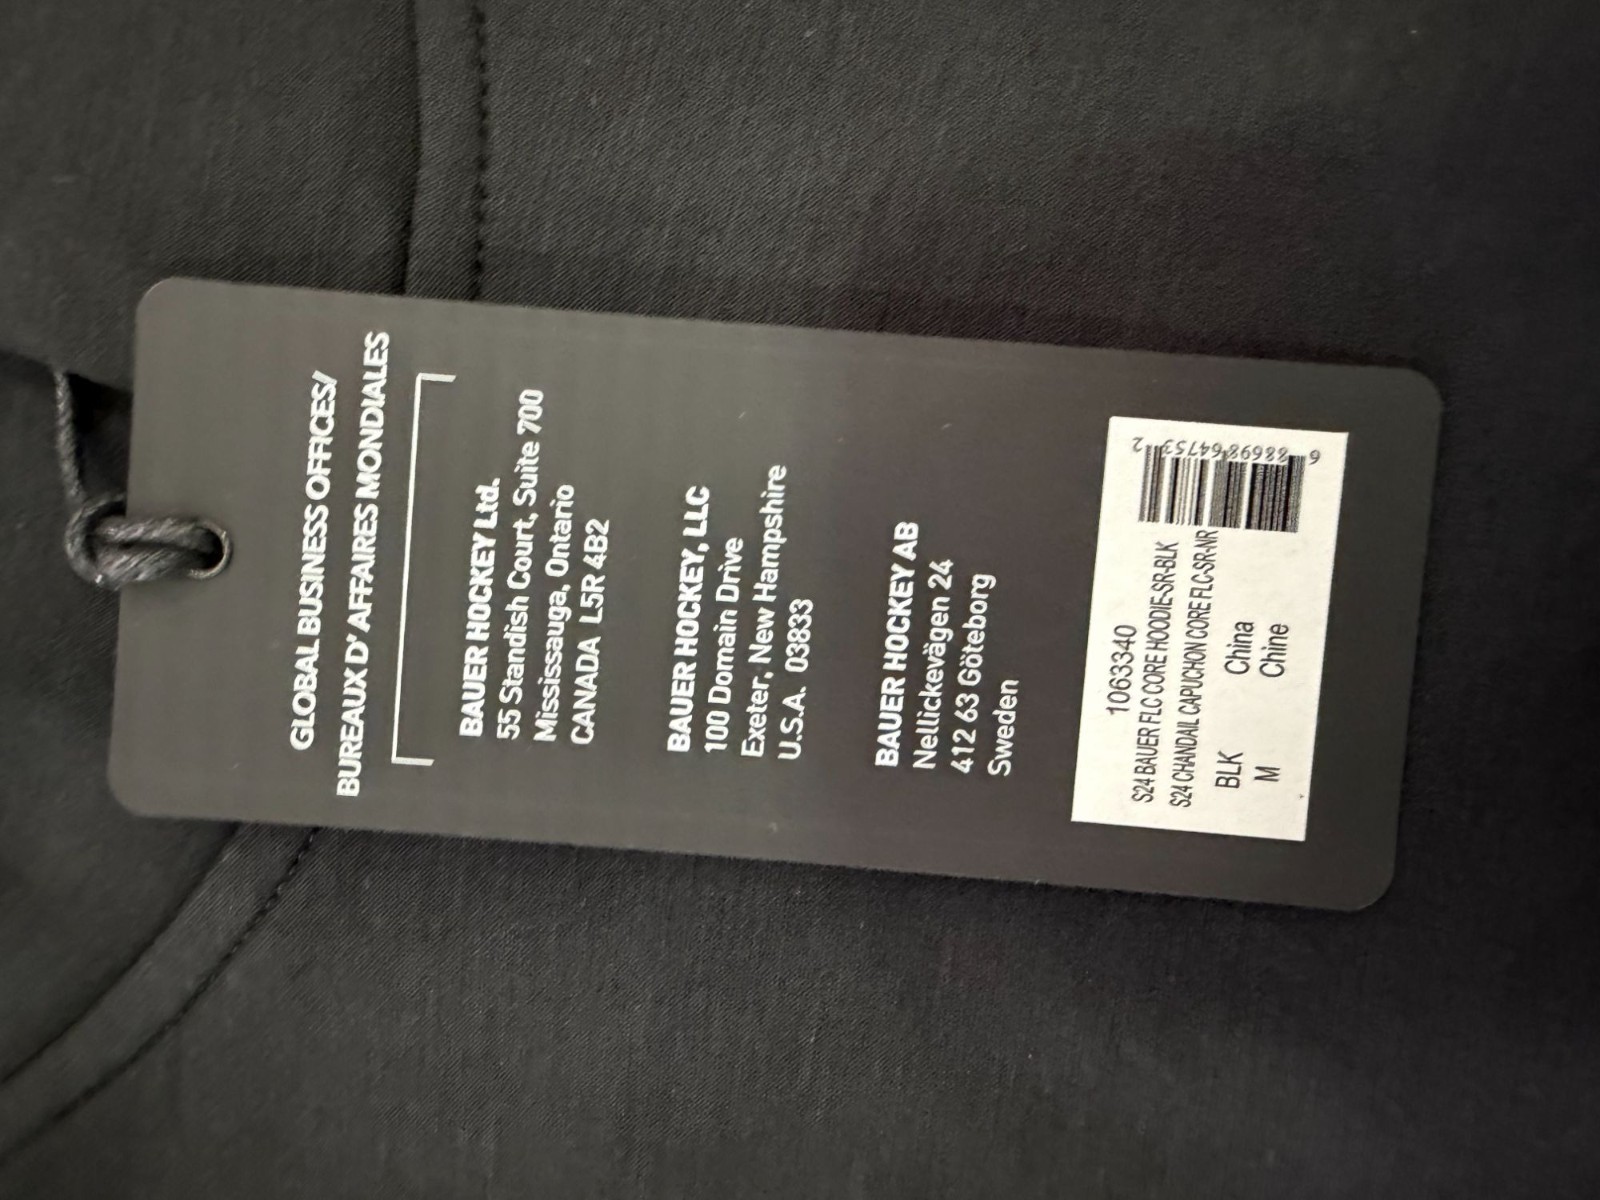 GLOBAL BUSINESS OFFICES/
BUREAUX D'AFFAIRES MONDIALES
BAUER HOCKEY Ltd.
55 Standish Court, Suite 700
Mississauga, Ontario
CANADA L5R 4B2
BAUER HOCKEY, LLC
100 Domain Drive
Exeter, New Hampshire
U.S.A. 03833
BAUER HOCKEY AB
Nellickevägen 24
412 63 Göteborg
Sweden
1063340
S24 BAUER FLC CORE HOODIE-SR-BLK
S24 CHANDAIL CAPUCHON CORE FLC-SR-NR
BLK China
M Chine
6 88698 64753 2